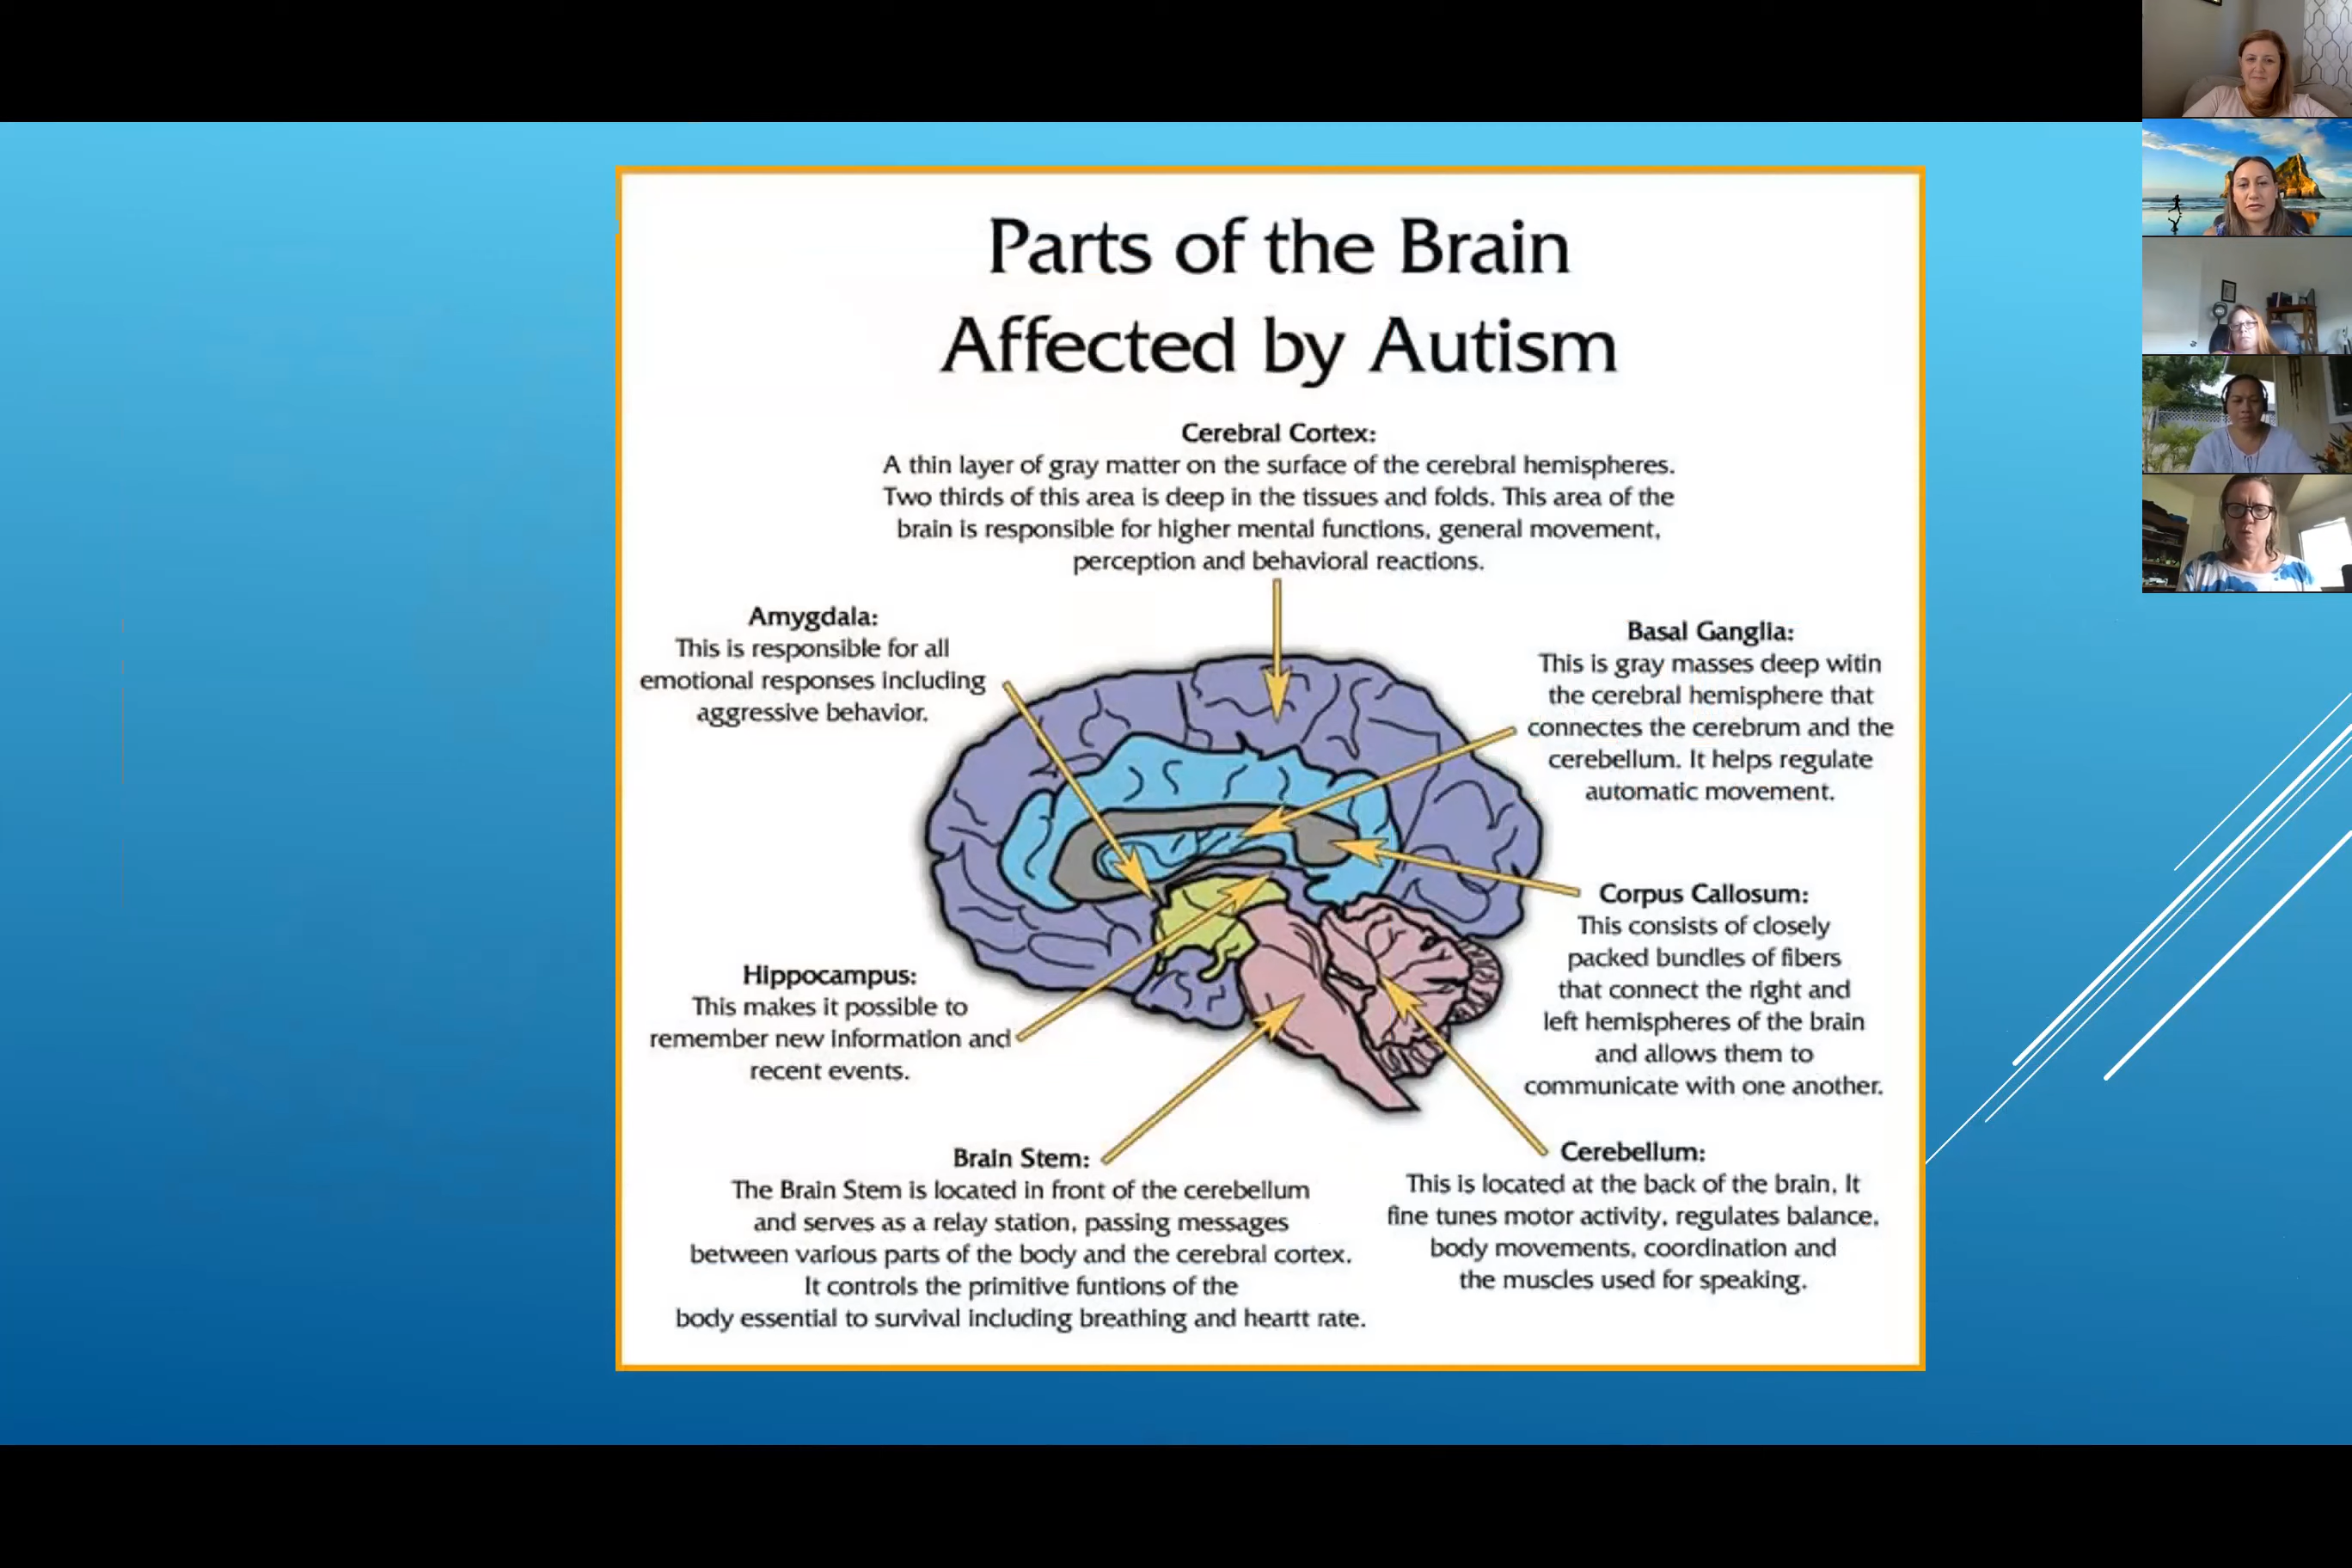 Parts of the Brain
Affected by Autism
Cerebral Cortex:
A thin layer of gray matter on the surface of the cerebral hemispheres.
Two thirds of this area is deep in the tissues and folds. This area of the
brain is responsible for higher mental functions, general movement,
perception and behavioral reactions.
Amygdala:
This is responsible for all
emotional responses including
aggressive behavior.
Basal Ganglia:
This is gray masses deep witin
the cerebral hemisphere that
connectes the cerebrum and the
cerebellum. It helps regulate
automatic movement.
Hippocampus:
This makes it possible to
remember new information and
recent events.
Corpus Callosum:
This consists of closely
packed bundles of fibers
that connect the right and
left hemispheres of the brain
and allows them to
communicate with one another.
Brain Stem:
The Brain Stem is located in front of the cerebellum
and serves as a relay station, passing messages
between various parts of the body and the cerebral cortex.
It controls the primitive funtions of the
body essential to survival including breathing and heartt rate.
Cerebellum:
This is located at the back of the brain, It
fine tunes motor activity, regulates balance,
body movements, coordination and
the muscles used for speaking.